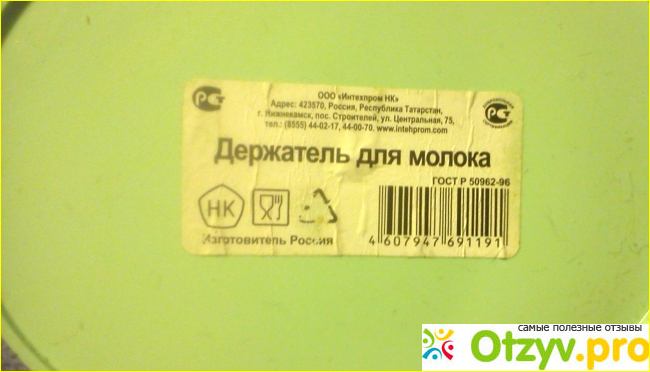 ООО «Интехпром НК»
Адрес: 423570, Россия, Республика Татарстан,
г. Нижнекамск, пос. Строителей, ул. Центральная, 75,
тел.: (8555) 44-02-17, 44-00-70. www.intehprom.com
Держатель для молока
ГОСТ Р 50962-96
НК
Изготовитель Россия
4 607947 691191
самые полезные отзывы
Otzyv.pro